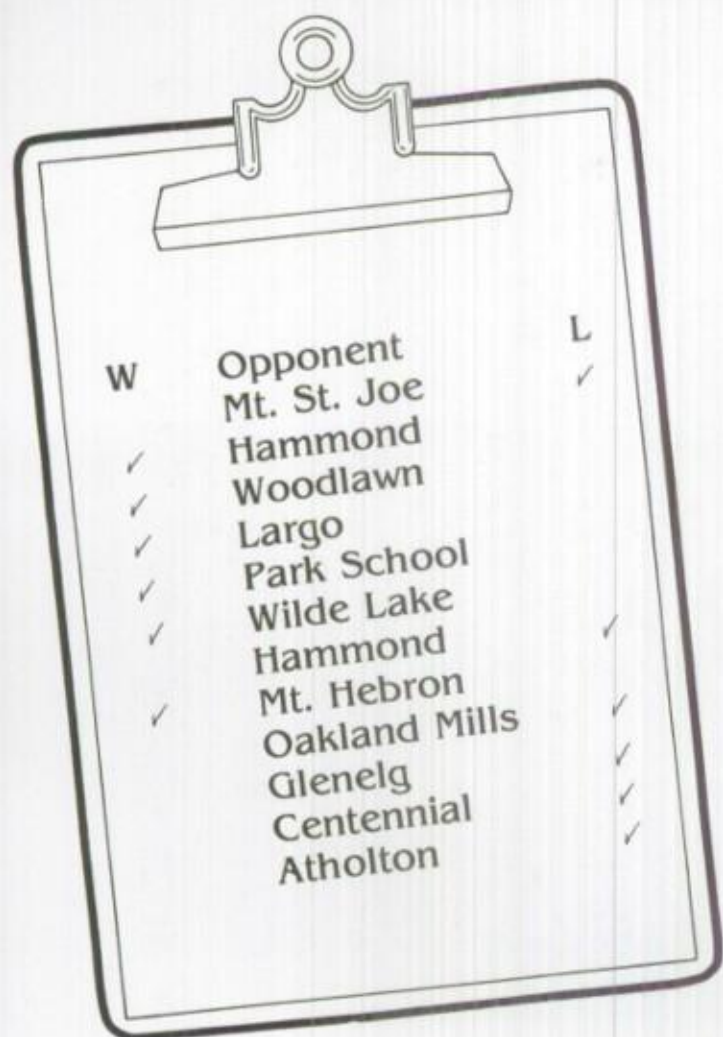 W Opponent L
Mt. St. Joe ✓
✓ Hammond
✓ Woodlawn
✓ Largo
✓ Park School
✓ Wilde Lake
Hammond ✓
✓ Mt. Hebron
Oakland Mills ✓
Glenelg ✓
Centennial ✓
Atholton ✓